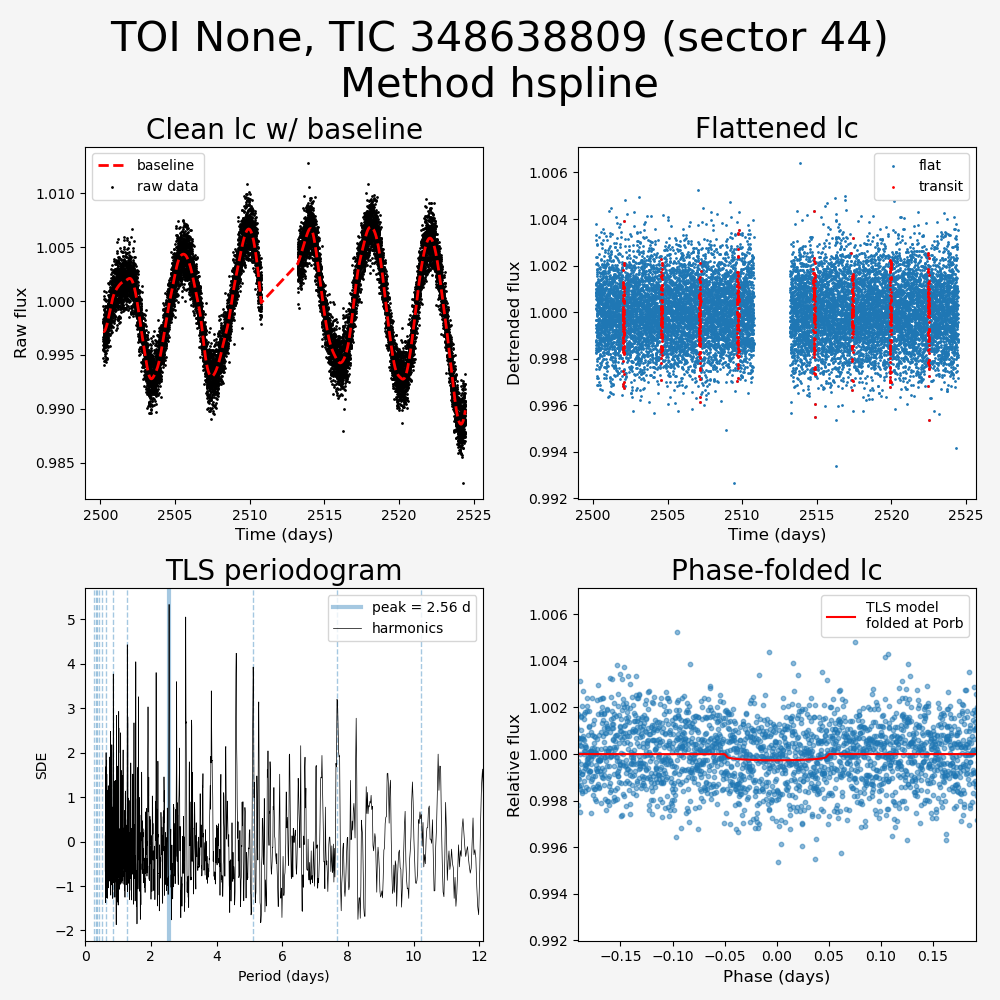 TOI None, TIC 348638809 (sector 44)
Method hspline
Clean lc w/ baseline
baseline
raw data
1.010
1.005
1.000
0.995
0.990
0.985
Raw flux
2500
2505
2510
2515
2520
2525
Time (days)
Flattened lc
flat
transit
1.006
1.004
1.002
1.000
0.998
0.996
0.994
0.992
Detrended flux
2500
2505
2510
2515
2520
2525
Time (days)
TLS periodogram
peak = 2.56 d
harmonics
5
4
3
2
1
0
−1
−2
SDE
0
2
4
6
8
10
12
Period (days)
Phase-folded lc
TLS model
folded at Porb
1.006
1.004
1.002
1.000
0.998
0.996
0.994
0.992
Relative flux
−0.15
−0.10
−0.05
0.00
0.05
0.10
0.15
Phase (days)